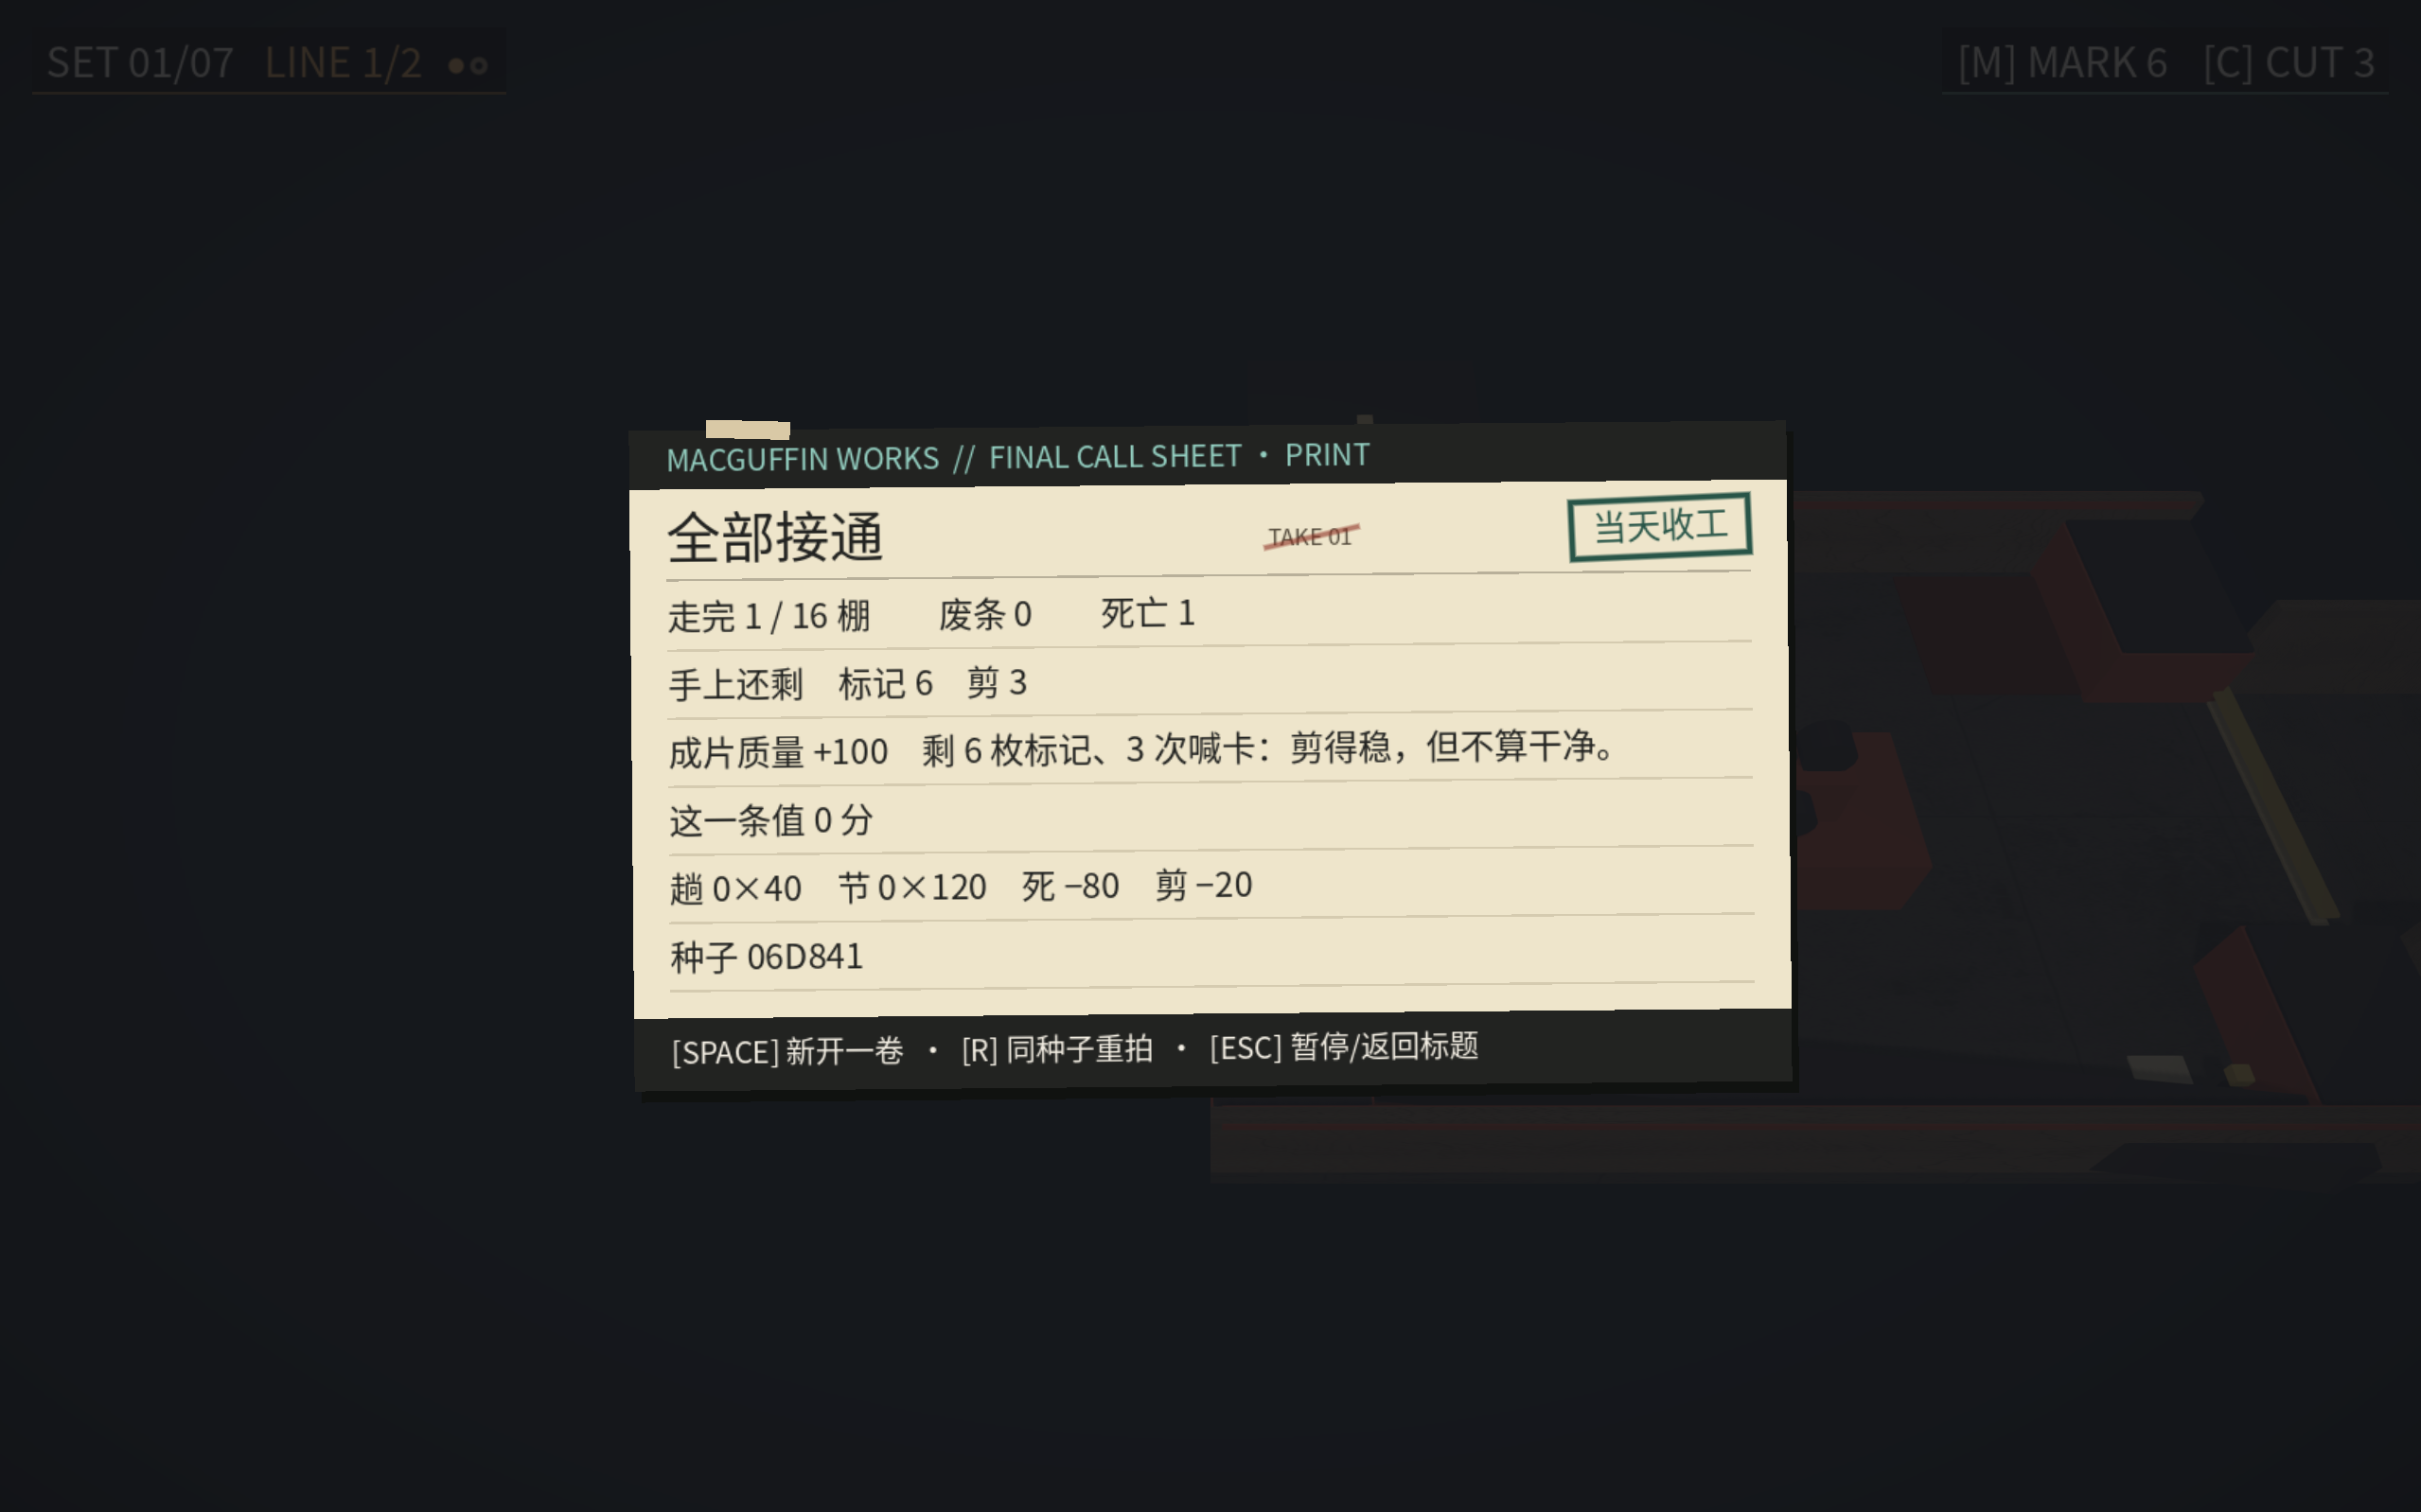 SET 01/07 LINE 1/2
[M] MARK 6 [C] CUT 3
MACGUFFIN WORKS // FINAL CALL SHEET · PRINT
全部接通
TAKE 01
当天收工
走完 1 / 16 棚 废条 0 死亡 1
手上还剩 标记 6 剪 3
成片质量 +100 剩 6 枚标记、3 次喊卡：剪得稳，但不算干净。
这一条值 0 分
趟 0×40 节 0×120 死 −80 剪 −20
种子 06D841
[SPACE] 新开一卷 · [R] 同种子重拍 · [ESC] 暂停/返回标题